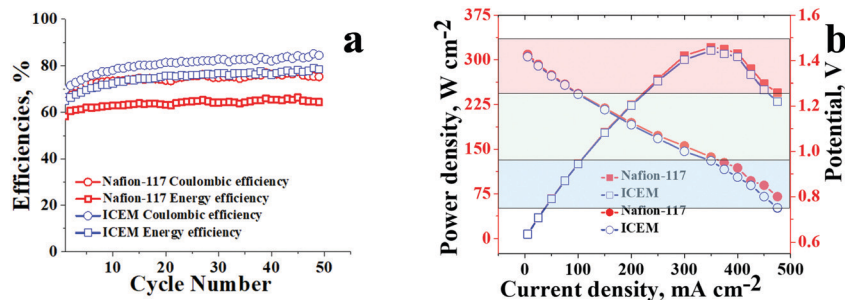 a
Efficiencies, %
100
80
60
40
20
0
Nafion-117 Coulombic efficiency
Nafion-117 Energy efficiency
ICEM Coulombic efficiency
ICEM Energy efficiency
10 20 30 40 50
Cycle Number
b
Power density, W cm-2
375
300
225
150
75
0
Nafion-117
ICEM
Nafion-117
ICEM
0 100 200 300 400 500
Current density, mA cm-2
1.6
1.4
1.2
1.0
0.8
0.6
Potential, V